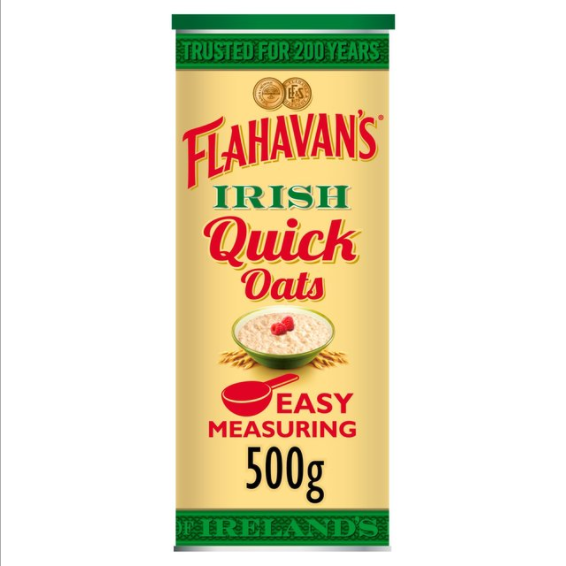 TRUSTED FOR 200 YEARS
FLAHAVAN'S®
IRISH
Quick
Oats
EASY
MEASURING
500g
OF IRELAND'S